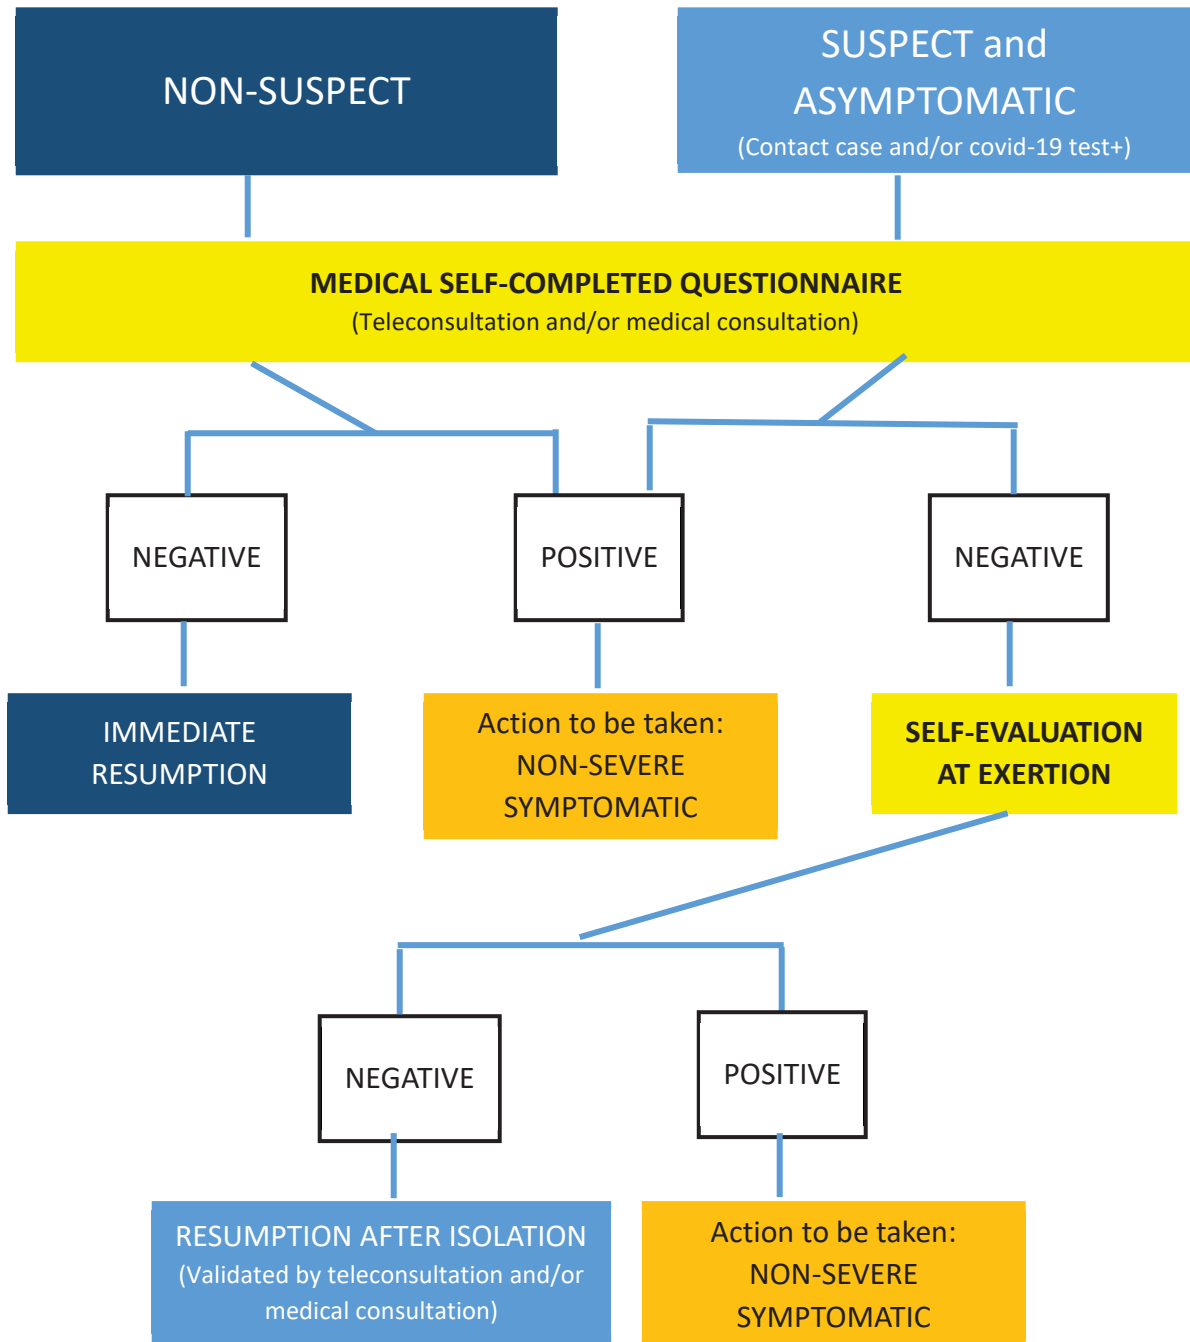 NON-SUSPECT
SUSPECT and
ASYMPTOMATIC
(Contact case and/or covid-19 test+)
MEDICAL SELF-COMPLETED QUESTIONNAIRE
(Teleconsultation and/or medical consultation)
NEGATIVE
POSITIVE
NEGATIVE
IMMEDIATE
RESUMPTION
Action to be taken:
NON-SEVERE
SYMPTOMATIC
SELF-EVALUATION
AT EXERTION
NEGATIVE
POSITIVE
RESUMPTION AFTER ISOLATION
(Validated by teleconsultation and/or
medical consultation)
Action to be taken:
NON-SEVERE
SYMPTOMATIC